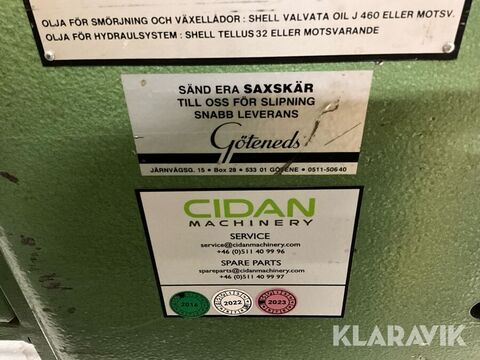 OLJA FÖR SMÖRJNING OCH VÄXELLÅDOR : SHELL VALVATA OIL J 460 ELLER MOTSV.
OLJA FÖR HYDRAULSYSTEM : SHELL TELLUS 32 ELLER MOTSVARANDE
SÄND ERA SAXSKÄR
TILL OSS FÖR SLIPNING
SNABB LEVERANS
Göteneds
JÄRNVÄGSG. 15 • Box 28 • 533 01 GÖTENE • 0511-506 40
CIDAN
MACHINERY
SERVICE
service@cidanmachinery.com
+46 (0)511 40 99 96
SPARE PARTS
spareparts@cidanmachinery.com
+46 (0)511 40 99 97
2016 2022 2023
KLARAVIK